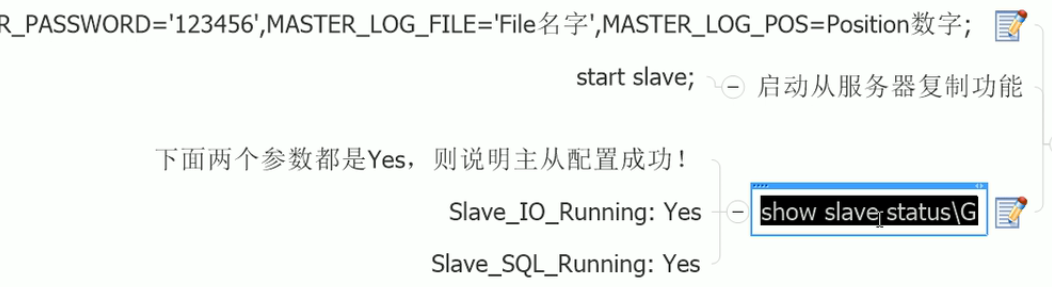 R_PASSWORD='123456',MASTER_LOG_FILE='File名字',MASTER_LOG_POS=Position数字;
start slave;
启动从服务器复制功能
下面两个参数都是Yes，则说明主从配置成功！
Slave_IO_Running: Yes
show slave status\G
Slave_SQL_Running: Yes